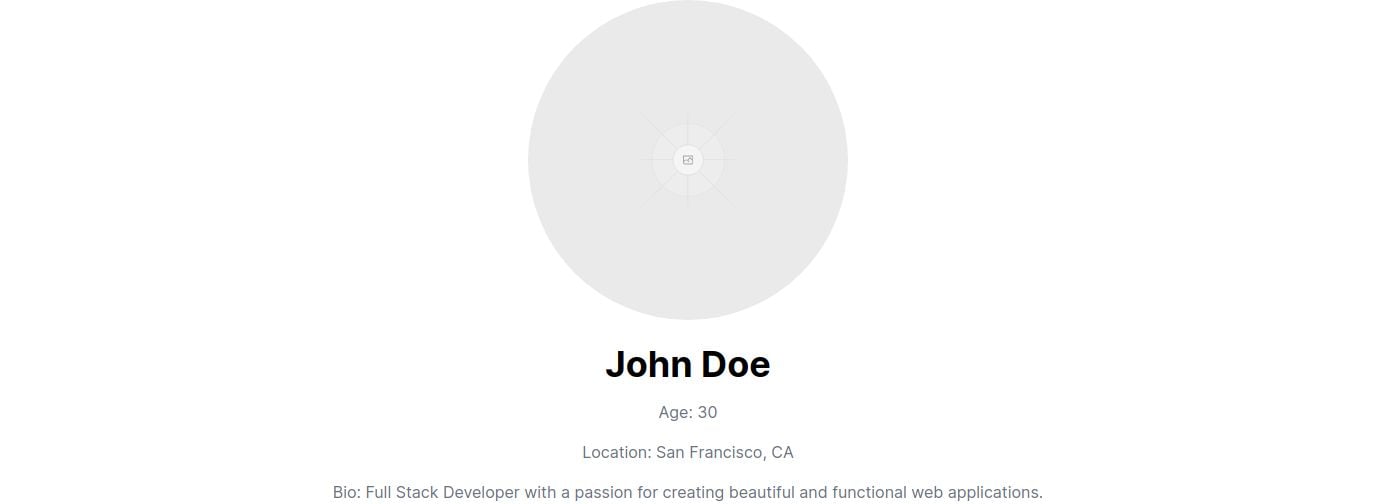 John Doe
Age: 30
Location: San Francisco, CA
Bio: Full Stack Developer with a passion for creating beautiful and functional web applications.